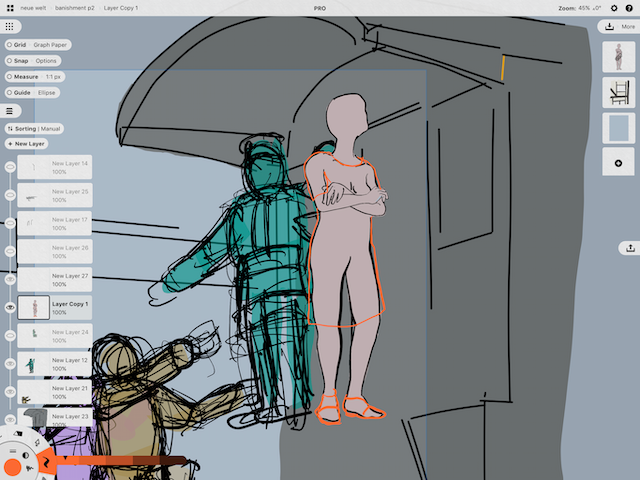 neue welt · banishment p2 · Layer Copy 1
PRO
Zoom: 45% ⦟0°
Grid · Graph Paper
More
Snap · Options
Measure · 1:1 px
Guide · Ellipse
Sorting | Manual
+ New Layer
New Layer 14
100%
New Layer 25
100%
New Layer 17
100%
New Layer 26
100%
New Layer 27
100%
Layer Copy 1
100%
New Layer 24
100%
New Layer 12
100%
New Layer 21
100%
New Layer 23
100%